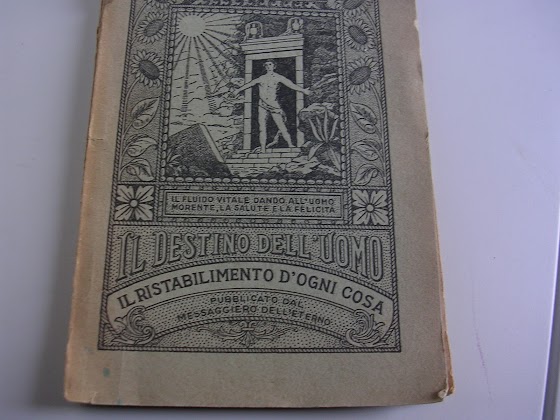 IL FLUIDO VITALE DANDO ALL'UOMO
MORENTE, LA SALUTE E LA FELICITÀ
IL DESTINO DELL'UOMO
IL RISTABILIMENTO D'OGNI COSA
PUBBLICATO DAL
MESSAGGIERO DELL'ETERNO